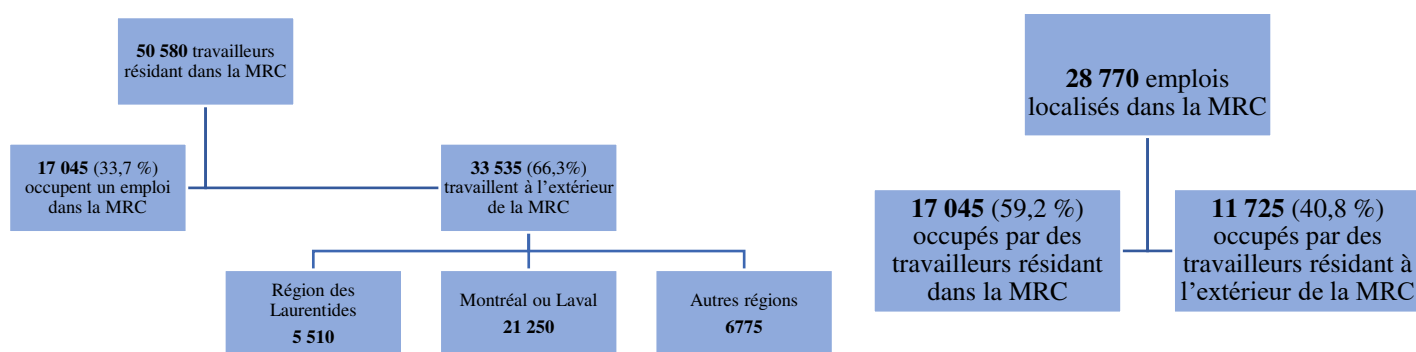 50 580 travailleurs
résidant dans la MRC
17 045 (33,7 %)
occupent un emploi
dans la MRC
33 535 (66,3%)
travaillent à l’extérieur
de la MRC
Région des
Laurentides
5 510
Montréal ou Laval
21 250
Autres régions
6775
28 770 emplois
localisés dans la MRC
17 045 (59,2 %)
occupés par des
travailleurs résidant
dans la MRC
11 725 (40,8 %)
occupés par des
travailleurs résidant à
l’extérieur de la MRC